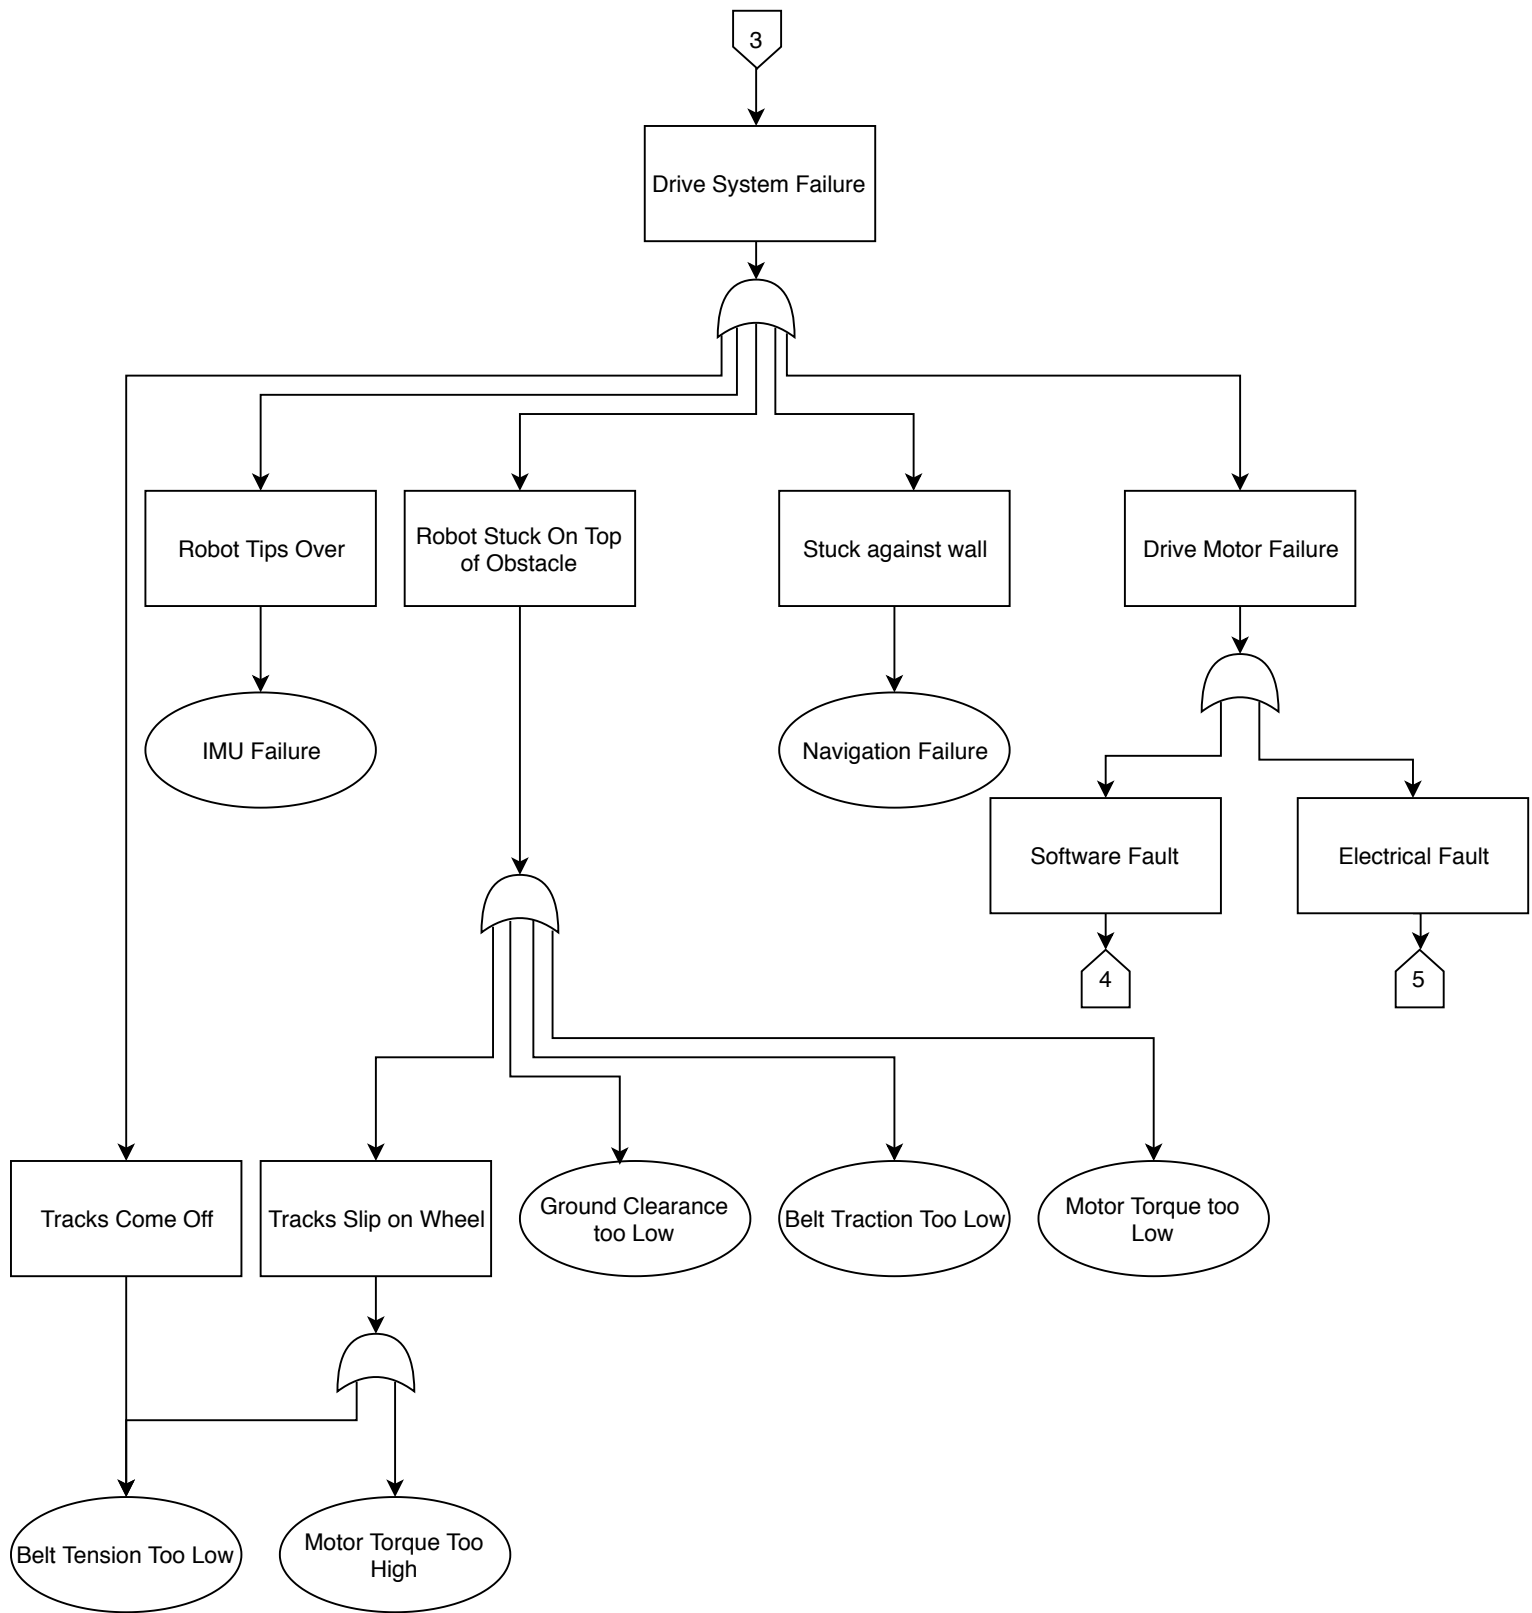 3
Drive System Failure
Robot Tips Over
Robot Stuck On Top
of Obstacle
Stuck against wall
Drive Motor Failure
IMU Failure
Navigation Failure
Software Fault
Electrical Fault
4
5
Tracks Come Off
Tracks Slip on Wheel
Ground Clearance
too Low
Belt Traction Too Low
Motor Torque too
Low
Belt Tension Too Low
Motor Torque Too
High